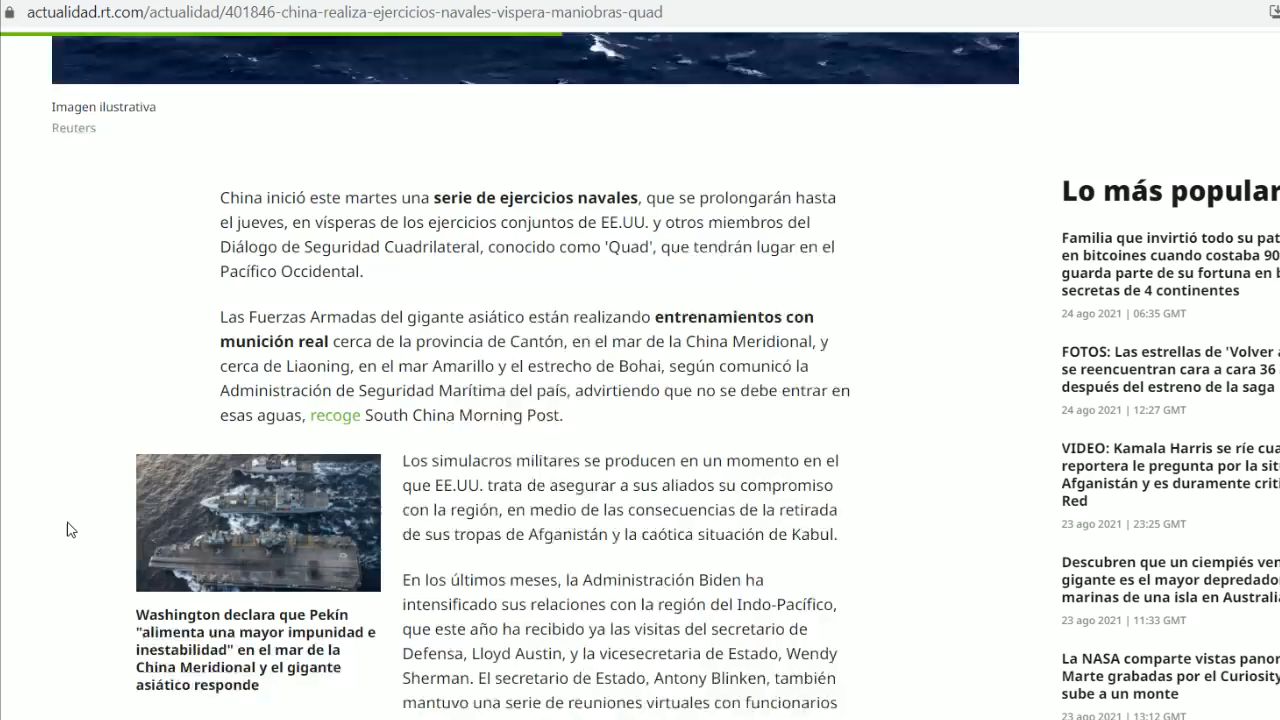 actualidad.rt.com/actualidad/401846-china-realiza-ejercicios-navales-vispera-maniobras-quad
Imagen ilustrativa
Reuters
China inició este martes una serie de ejercicios navales, que se prolongarán hasta
el jueves, en vísperas de los ejercicios conjuntos de EE.UU. y otros miembros del
Diálogo de Seguridad Cuadrilateral, conocido como 'Quad', que tendrán lugar en el
Pacífico Occidental.
Las Fuerzas Armadas del gigante asiático están realizando entrenamientos con
munición real cerca de la provincia de Cantón, en el mar de la China Meridional, y
cerca de Liaoning, en el mar Amarillo y el estrecho de Bohai, según comunicó la
Administración de Seguridad Marítima del país, advirtiendo que no se debe entrar en
esas aguas, recoge South China Morning Post.
Washington declara que Pekín
"alimenta una mayor impunidad e
inestabilidad" en el mar de la
China Meridional y el gigante
asiático responde
Los simulacros militares se producen en un momento en el
que EE.UU. trata de asegurar a sus aliados su compromiso
con la región, en medio de las consecuencias de la retirada
de sus tropas de Afganistán y la caótica situación de Kabul.
En los últimos meses, la Administración Biden ha
intensificado sus relaciones con la región del Indo-Pacífico,
que este año ha recibido ya las visitas del secretario de
Defensa, Lloyd Austin, y la vicesecretaria de Estado, Wendy
Sherman. El secretario de Estado, Antony Blinken, también
mantuvo una serie de reuniones virtuales con funcionarios
Lo más popular
Familia que invirtió todo su pat
en bitcoines cuando costaba 90
guarda parte de su fortuna en b
secretas de 4 continentes
24 ago 2021 | 06:35 GMT
FOTOS: Las estrellas de 'Volver a
se reencuentran cara a cara 36
después del estreno de la saga
24 ago 2021 | 12:27 GMT
VIDEO: Kamala Harris se ríe cua
reportera le pregunta por la sit
Afganistán y es duramente criti
Red
23 ago 2021 | 23:25 GMT
Descubren que un ciempiés ven
gigante es el mayor depredado
marinas de una isla en Australi
23 ago 2021 | 11:33 GMT
La NASA comparte vistas panor
Marte grabadas por el Curiosity
sube a un monte
23 ago 2021 | 13:12 GMT